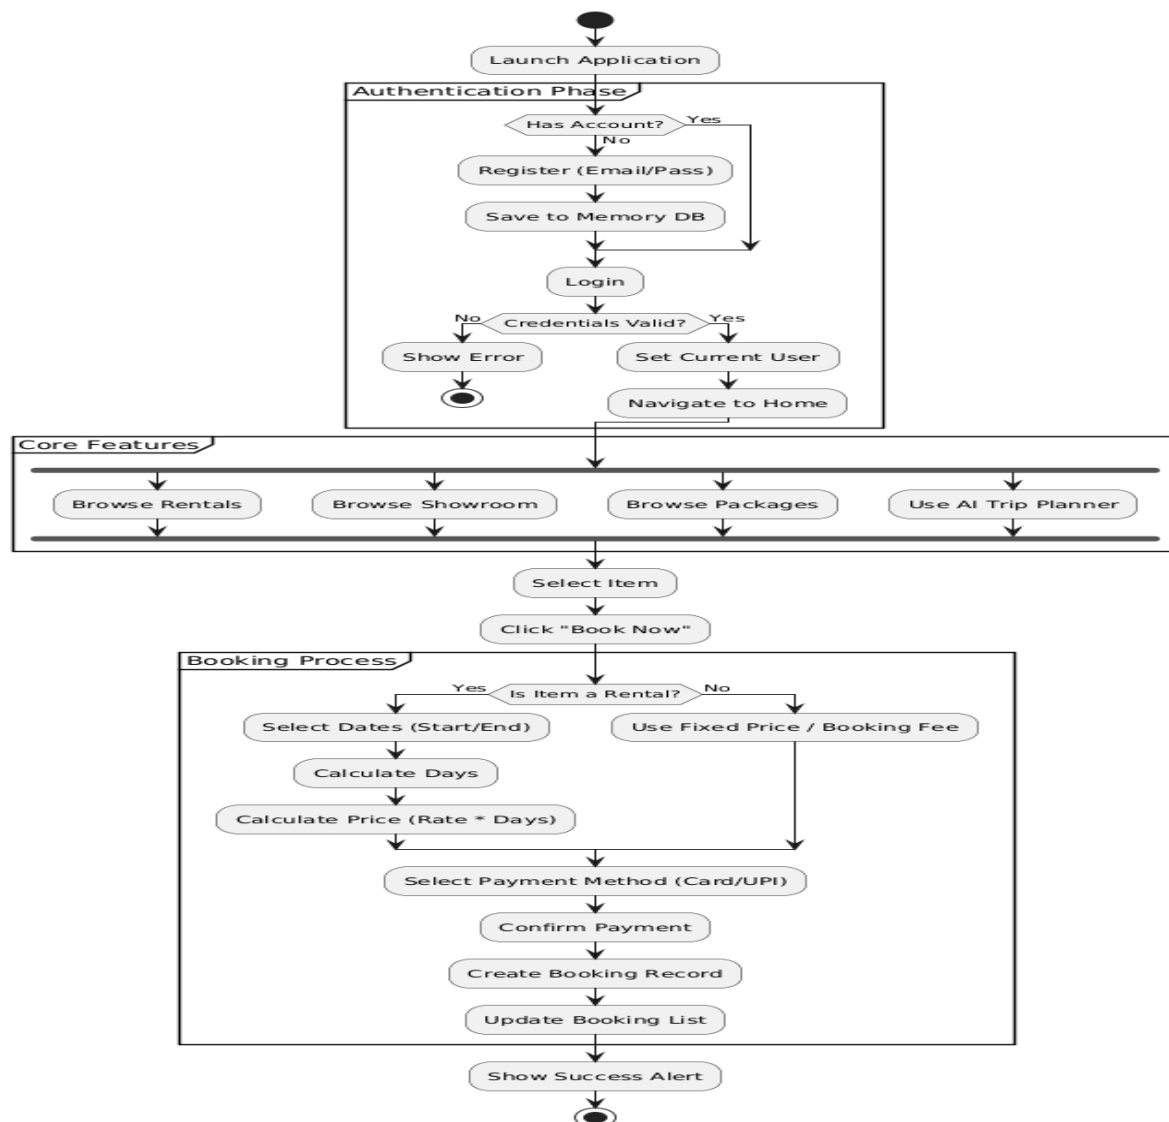 Launch Application
Authentication Phase
Has Account?
Yes
No
Register (Email/Pass)
Save to Memory DB
Login
No
Credentials Valid?
Yes
Show Error
Set Current User
Navigate to Home
Core Features
Browse Rentals
Browse Showroom
Browse Packages
Use AI Trip Planner
Select Item
Click "Book Now"
Booking Process
Yes
Is Item a Rental?
No
Select Dates (Start/End)
Use Fixed Price / Booking Fee
Calculate Days
Calculate Price (Rate * Days)
Select Payment Method (Card/UPI)
Confirm Payment
Create Booking Record
Update Booking List
Show Success Alert